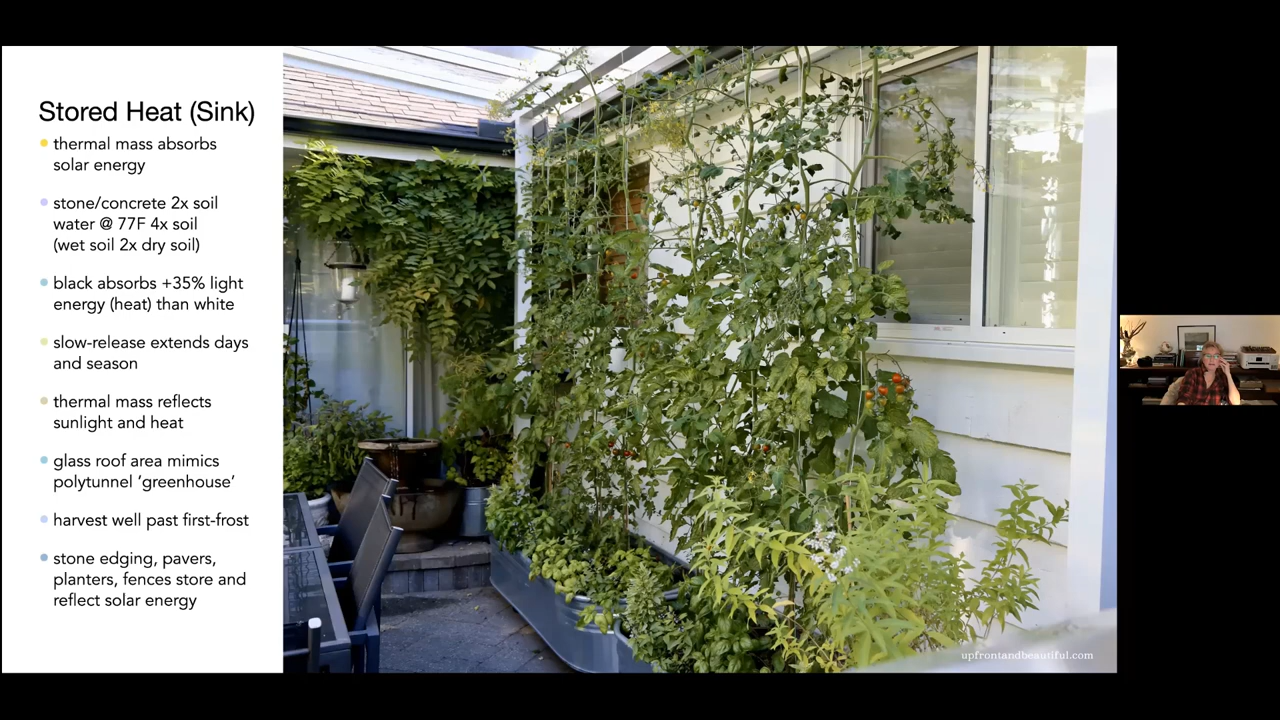 Stored Heat (Sink)
thermal mass absorbs
solar energy
stone/concrete 2x soil
water @ 77F 4x soil
(wet soil 2x dry soil)
black absorbs +35% light
energy (heat) than white
slow-release extends days
and season
thermal mass reflects
sunlight and heat
glass roof area mimics
polytunnel ‘greenhouse’
harvest well past first-frost
stone edging, pavers,
planters, fences store and
reflect solar energy
upfrontandbeautiful.com